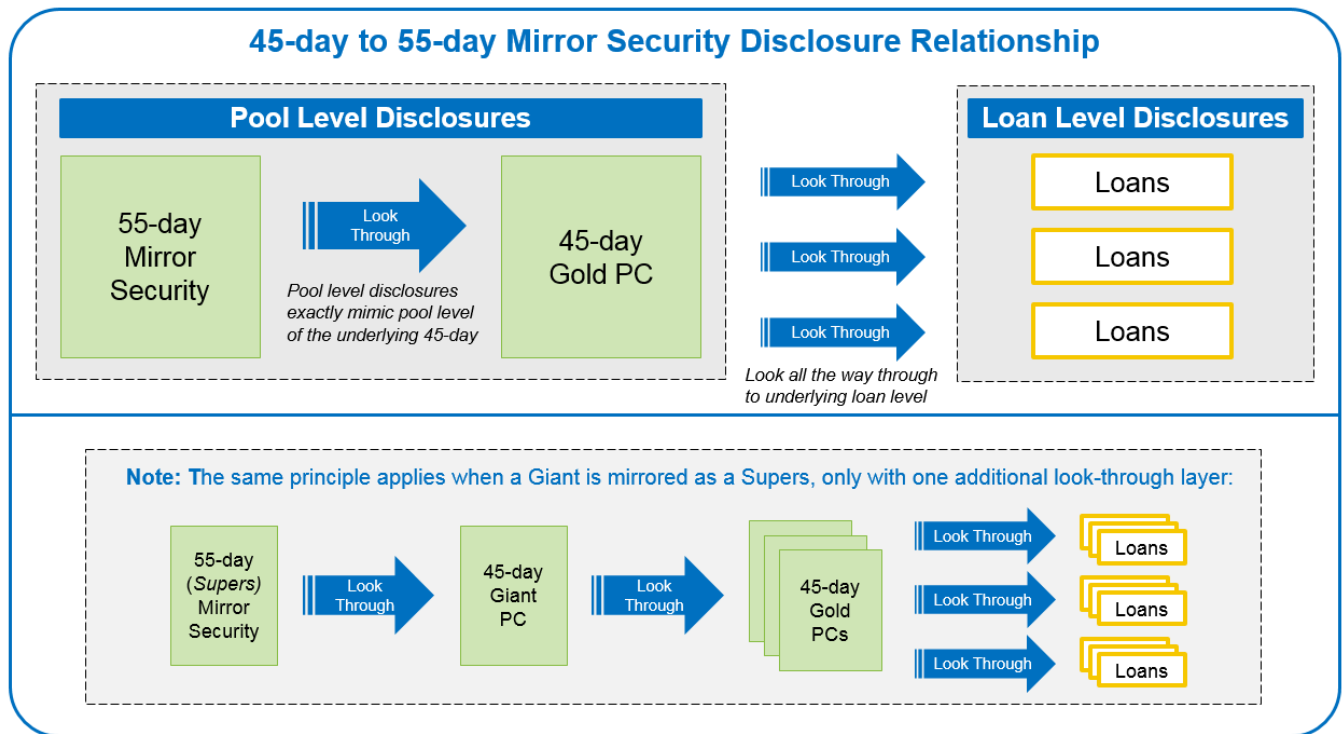 45-day to 55-day Mirror Security Disclosure Relationship
Pool Level Disclosures
55-day
Mirror
Security
Look
Through
Pool level disclosures
exactly mimic pool level
of the underlying 45-day
45-day
Gold PC
Look Through
Look Through
Look Through
Look all the way through
to underlying loan level
Loan Level Disclosures
Loans
Loans
Loans
Note: The same principle applies when a Giant is mirrored as a Supers, only with one additional look-through layer:
55-day
(Supers)
Mirror
Security
Look
Through
45-day
Giant
PC
Look
Through
45-day
Gold
PCs
Look Through
Look Through
Look Through
Loans
Loans
Loans